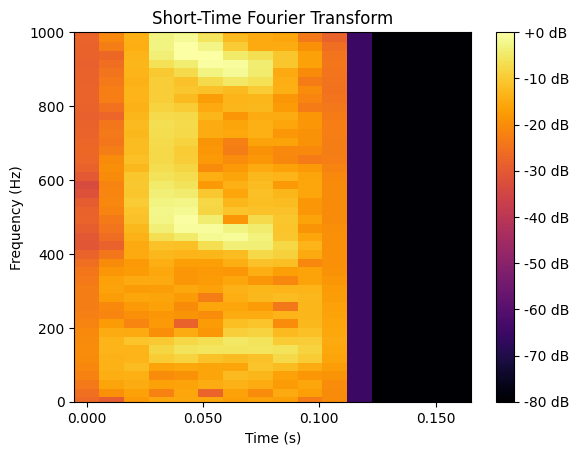 Short-Time Fourier Transform
Frequency (Hz)
1000
800
600
400
200
0
0.000
0.050
0.100
0.150
Time (s)
+0 dB
-10 dB
-20 dB
-30 dB
-40 dB
-50 dB
-60 dB
-70 dB
-80 dB